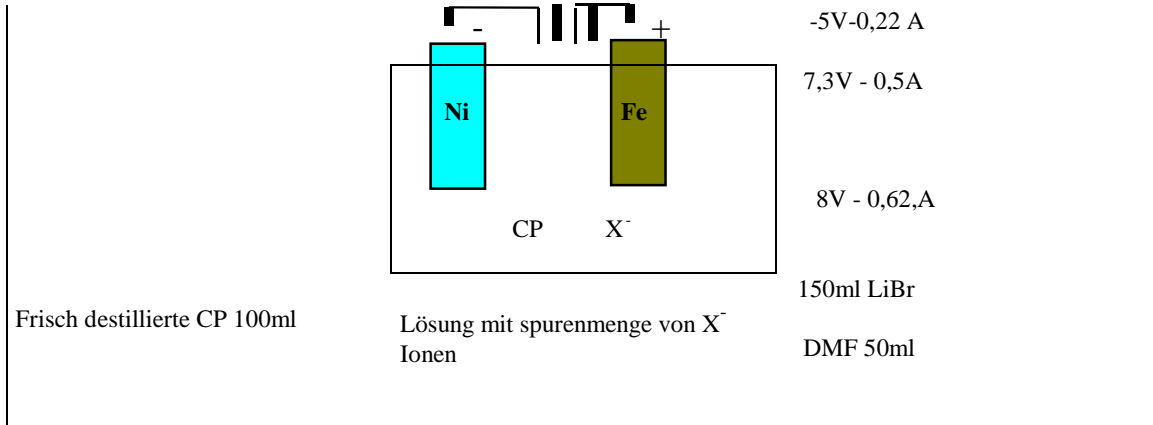 - +
-5V-0,22 A
7,3V - 0,5A
Ni Fe
8V - 0,62,A
CP X⁻
150ml LiBr
Frisch destillierte CP 100ml
Lösung mit spurenmenge von X⁻
Ionen
DMF 50ml